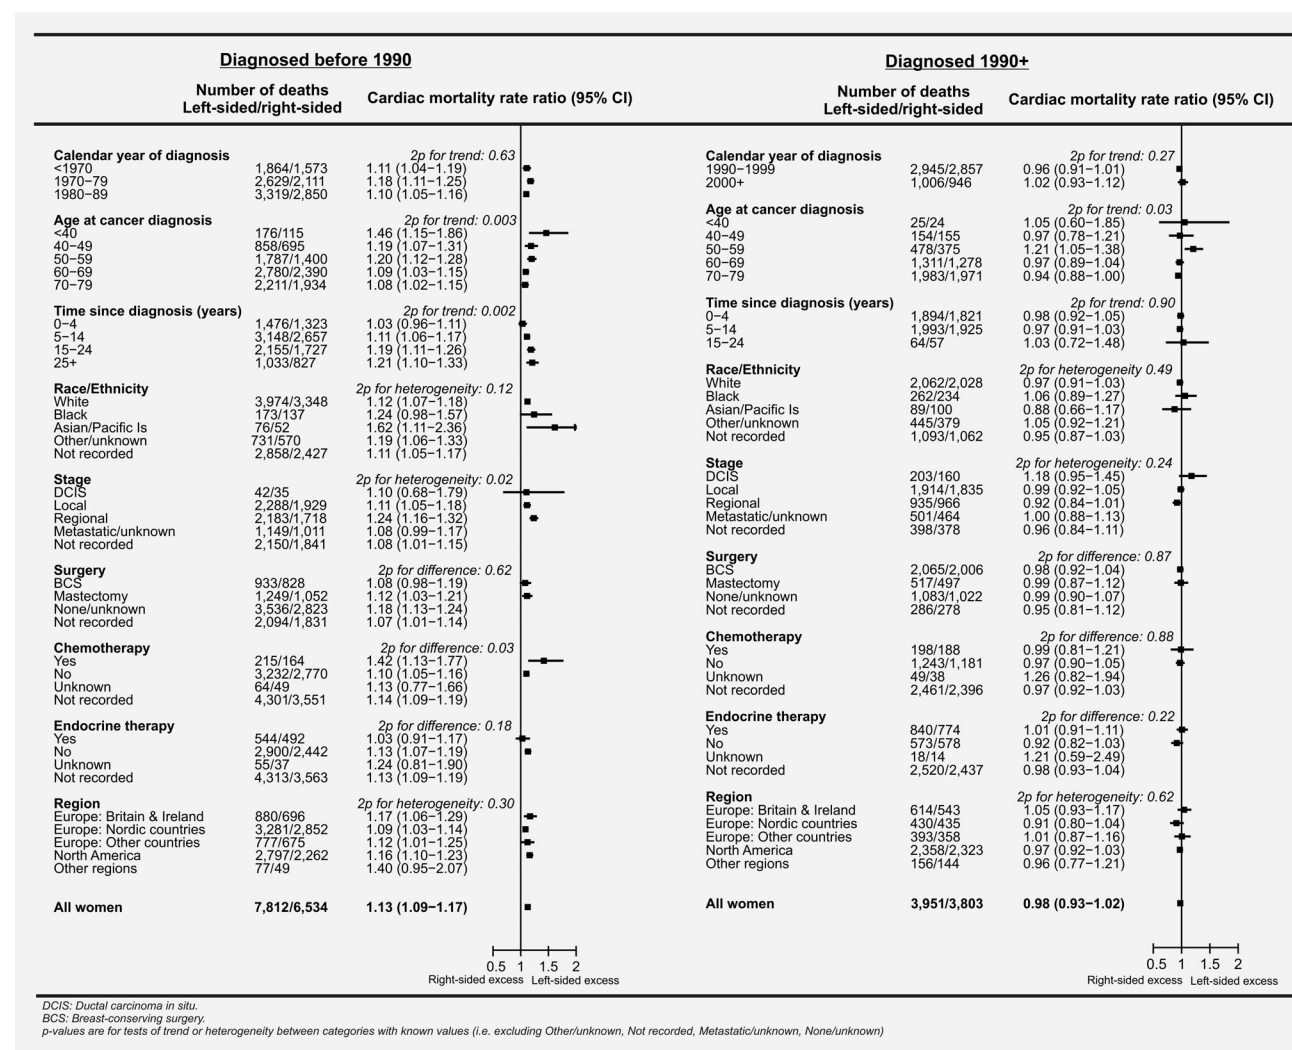 Diagnosed before 1990
Number of deaths
Left-sided/right-sided
Cardiac mortality rate ratio (95% CI)
Calendar year of diagnosis 2p for trend: 0.63
<1970 1,864/1,573 1.11 (1.04−1.19)
1970−79 2,629/2,111 1.18 (1.11−1.25)
1980−89 3,319/2,850 1.10 (1.05−1.16)
Age at cancer diagnosis 2p for trend: 0.003
<40 176/115 1.46 (1.15−1.86)
40−49 858/695 1.19 (1.07−1.31)
50−59 1,787/1,400 1.20 (1.12−1.28)
60−69 2,780/2,390 1.09 (1.03−1.15)
70−79 2,211/1,934 1.08 (1.02−1.15)
Time since diagnosis (years) 2p for trend: 0.002
0−4 1,476/1,323 1.03 (0.96−1.11)
5−14 3,148/2,657 1.11 (1.06−1.17)
15−24 2,155/1,727 1.19 (1.11−1.26)
25+ 1,033/827 1.21 (1.10−1.33)
Race/Ethnicity 2p for heterogeneity: 0.12
White 3,974/3,348 1.12 (1.07−1.18)
Black 173/137 1.24 (0.98−1.57)
Asian/Pacific Is 76/52 1.62 (1.11−2.36)
Other/unknown 731/570 1.19 (1.06−1.33)
Not recorded 2,858/2,427 1.11 (1.05−1.17)
Stage 2p for heterogeneity: 0.02
DCIS 42/35 1.10 (0.68−1.79)
Local 2,288/1,929 1.11 (1.05−1.18)
Regional 2,183/1,718 1.24 (1.16−1.32)
Metastatic/unknown 1,149/1,011 1.08 (0.99−1.17)
Not recorded 2,150/1,841 1.08 (1.01−1.15)
Surgery 2p for difference: 0.62
BCS 933/828 1.08 (0.98−1.19)
Mastectomy 1,249/1,052 1.12 (1.03−1.21)
None/unknown 3,536/2,823 1.18 (1.13−1.24)
Not recorded 2,094/1,831 1.07 (1.01−1.14)
Chemotherapy 2p for difference: 0.03
Yes 215/164 1.42 (1.13−1.77)
No 3,232/2,770 1.10 (1.05−1.16)
Unknown 64/49 1.13 (0.77−1.66)
Not recorded 4,301/3,551 1.14 (1.09−1.19)
Endocrine therapy 2p for difference: 0.18
Yes 544/492 1.03 (0.91−1.17)
No 2,900/2,442 1.13 (1.07−1.19)
Unknown 55/37 1.24 (0.81−1.90)
Not recorded 4,313/3,563 1.13 (1.09−1.19)
Region 2p for heterogeneity: 0.30
Europe: Britain & Ireland 880/696 1.17 (1.06−1.29)
Europe: Nordic countries 3,281/2,852 1.09 (1.03−1.14)
Europe: Other countries 777/675 1.12 (1.01−1.25)
North America 2,797/2,262 1.16 (1.10−1.23)
Other regions 77/49 1.40 (0.95−2.07)
All women 7,812/6,534 1.13 (1.09−1.17)
0.5 1 1.5 2
Right-sided excess Left-sided excess
Diagnosed 1990+
Number of deaths
Left-sided/right-sided
Cardiac mortality rate ratio (95% CI)
Calendar year of diagnosis 2p for trend: 0.27
1990−1999 2,945/2,857 0.96 (0.91−1.01)
2000+ 1,006/946 1.02 (0.93−1.12)
Age at cancer diagnosis 2p for trend: 0.03
<40 25/24 1.05 (0.60−1.85)
40−49 154/155 0.97 (0.78−1.21)
50−59 478/375 1.21 (1.05−1.38)
60−69 1,311/1,278 0.97 (0.89−1.04)
70−79 1,983/1,971 0.94 (0.88−1.00)
Time since diagnosis (years) 2p for trend: 0.90
0−4 1,894/1,821 0.98 (0.92−1.05)
5−14 1,993/1,925 0.97 (0.91−1.03)
15−24 64/57 1.03 (0.72−1.48)
Race/Ethnicity 2p for heterogeneity 0.49
White 2,062/2,028 0.97 (0.91−1.03)
Black 262/234 1.06 (0.89−1.27)
Asian/Pacific Is 89/100 0.88 (0.66−1.17)
Other/unknown 445/379 1.05 (0.92−1.21)
Not recorded 1,093/1,062 0.95 (0.87−1.03)
Stage 2p for heterogeneity: 0.24
DCIS 203/160 1.18 (0.95−1.45)
Local 1,914/1,835 0.99 (0.92−1.05)
Regional 935/966 0.92 (0.84−1.01)
Metastatic/unknown 501/464 1.00 (0.88−1.13)
Not recorded 398/378 0.96 (0.84−1.11)
Surgery 2p for difference: 0.87
BCS 2,065/2,006 0.98 (0.92−1.04)
Mastectomy 517/497 0.99 (0.87−1.12)
None/unknown 1,083/1,022 0.99 (0.90−1.07)
Not recorded 286/278 0.95 (0.81−1.12)
Chemotherapy 2p for difference: 0.88
Yes 198/188 0.99 (0.81−1.21)
No 1,243/1,181 0.97 (0.90−1.05)
Unknown 49/38 1.26 (0.82−1.94)
Not recorded 2,461/2,396 0.97 (0.92−1.03)
Endocrine therapy 2p for difference: 0.22
Yes 840/774 1.01 (0.91−1.11)
No 573/578 0.92 (0.82−1.03)
Unknown 18/14 1.21 (0.59−2.49)
Not recorded 2,520/2,437 0.98 (0.93−1.04)
Region 2p for heterogeneity: 0.62
Europe: Britain & Ireland 614/543 1.05 (0.93−1.17)
Europe: Nordic countries 430/435 0.91 (0.80−1.04)
Europe: Other countries 393/358 1.01 (0.87−1.16)
North America 2,358/2,323 0.97 (0.92−1.03)
Other regions 156/144 0.96 (0.77−1.21)
All women 3,951/3,803 0.98 (0.93−1.02)
0.5 1 1.5 2
Right-sided excess Left-sided excess
DCIS: Ductal carcinoma in situ.
BCS: Breast-conserving surgery.
p-values are for tests of trend or heterogeneity between categories with known values (i.e. excluding Other/unknown, Not recorded, Metastatic/unknown, None/unknown)